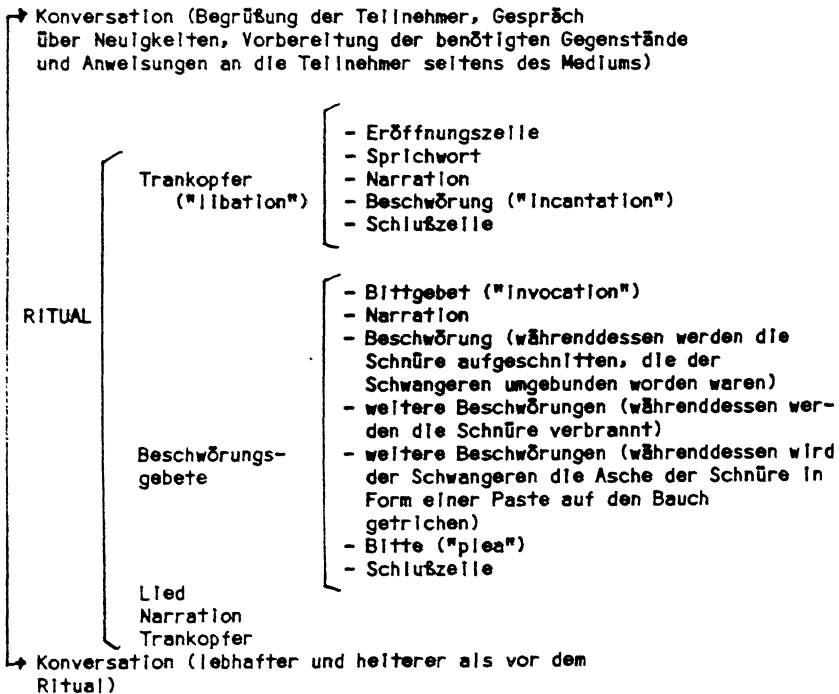 Konversation (Begrüßung der Teilnehmer, Gespräch
über Neuigkeiten, Vorbereitung der benötigten Gegenstände
und Anweisungen an die Teilnehmer seitens des Mediums)
RITUAL
Trankopfer
("libation")
- Eröffnungszeile
- Sprichwort
- Narration
- Beschwörung ("incantation")
- Schlußzeile
Beschwörungs-
gebete
- Bittgebet ("invocation")
- Narration
- Beschwörung (währenddessen werden die
Schnüre aufgeschnitten, die der
Schwangeren umgebunden worden waren)
- weitere Beschwörungen (währenddessen wer-
den die Schnüre verbrannt)
- weitere Beschwörungen (währenddessen wird
der Schwangeren die Asche der Schnüre in
Form einer Paste auf den Bauch
getrichen)
- Bitte ("plea")
- Schlußzeile
Lied
Narration
Trankopfer
Konversation (lebhafter und heiterer als vor dem
Ritual)